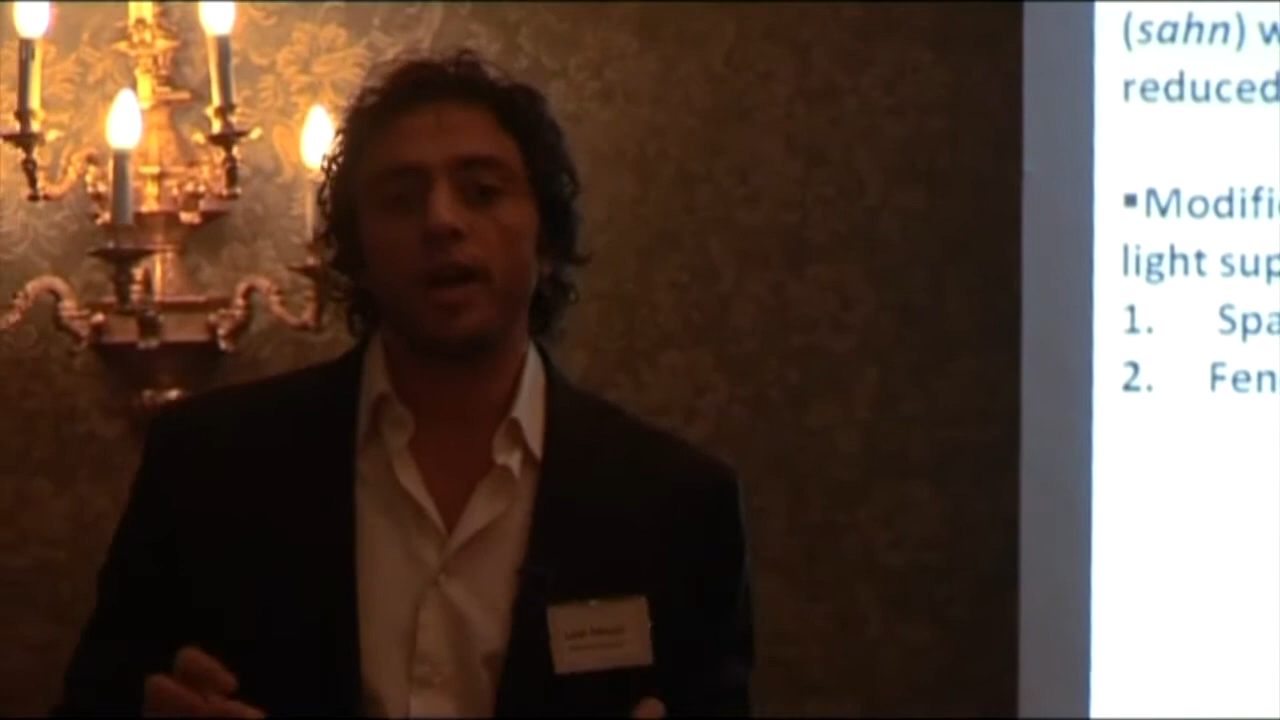 (sahn) w
reduced
▪Modifi
light sup
1. Spa
2. Fen